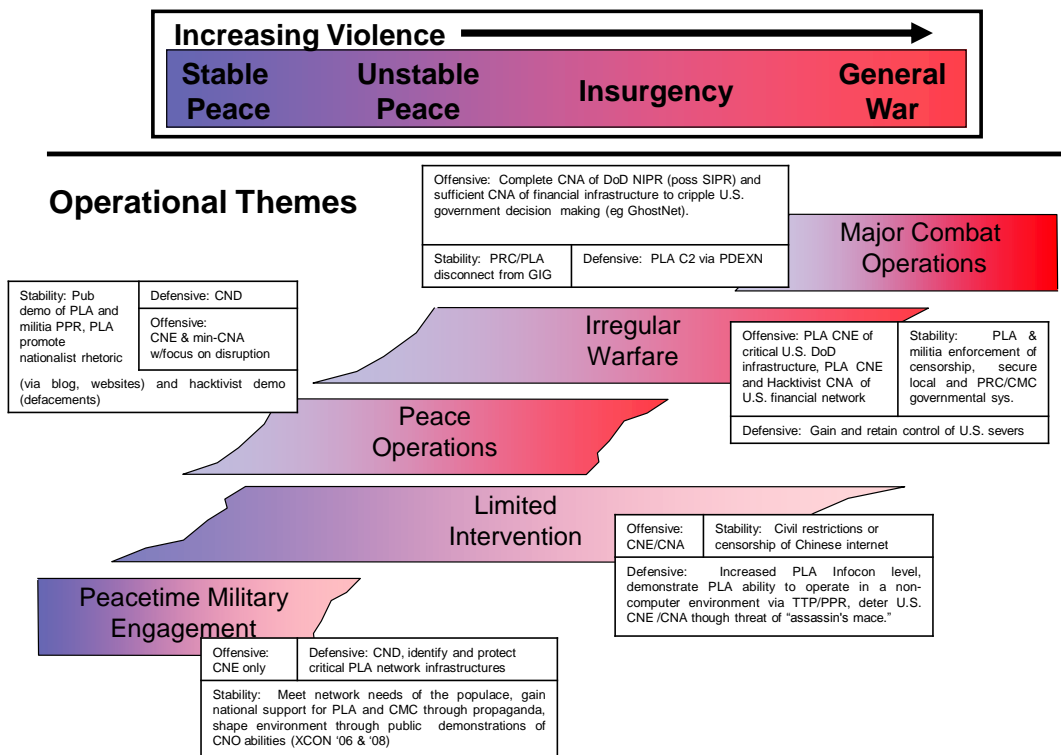 Increasing Violence
Stable
Peace
Unstable
Peace
Insurgency
General
War
Operational Themes
Offensive: Complete CNA of DoD NIPR (poss SIPR) and
sufficient CNA of financial infrastructure to cripple U.S.
government decision making (eg GhostNet).
Stability: PRC/PLA
disconnect from GIG
Defensive: PLA C2 via PDEXN
Major Combat
Operations
Stability: Pub
demo of PLA and
militia PPR, PLA
promote
nationalist rhetoric
(via blog, websites) and hacktivist demo
(defacements)
Defensive: CND
Offensive:
CNE & min-CNA
w/focus on disruption
Irregular
Warfare
Offensive: PLA CNE of
critical U.S. DoD
infrastructure, PLA CNE
and Hacktivist CNA of
U.S. financial network
Stability: PLA &
militia enforcement of
censorship, secure
local and PRC/CMC
governmental sys.
Defensive: Gain and retain control of U.S. severs
Peace
Operations
Limited
Intervention
Offensive:
CNE/CNA
Stability: Civil restrictions or
censorship of Chinese internet
Defensive: Increased PLA Infocon level,
demonstrate PLA ability to operate in a non-
computer environment via TTP/PPR, deter U.S.
CNE /CNA though threat of “assassin's mace.”
Peacetime Military
Engagement
Offensive:
CNE only
Defensive: CND, identify and protect
critical PLA network infrastructures
Stability: Meet network needs of the populace, gain
national support for PLA and CMC through propaganda,
shape environment through public demonstrations of
CNO abilities (XCON ‘06 & ‘08)